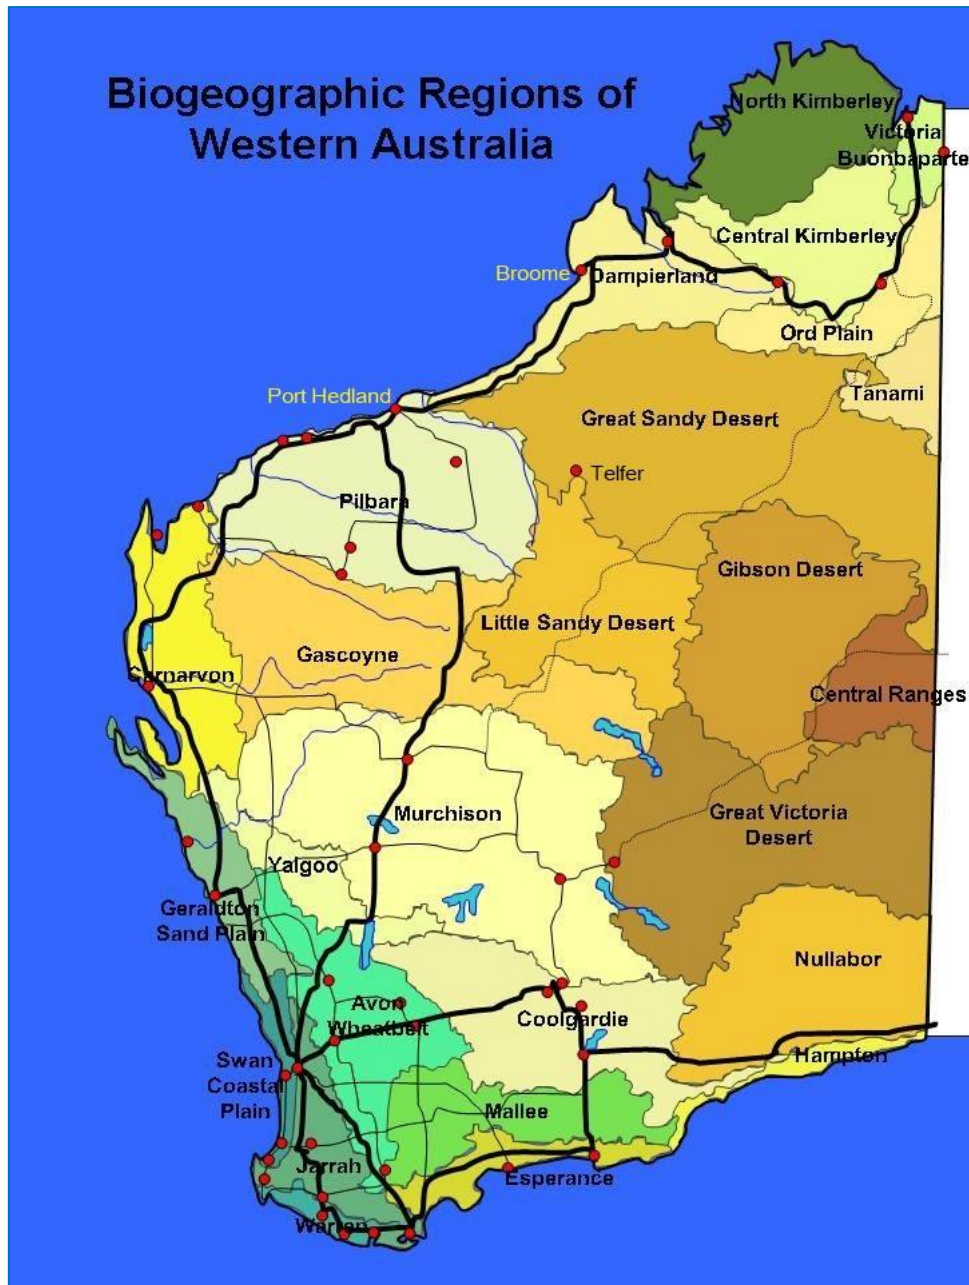 Biogeographic Regions of
Western Australia
North Kimberley
Victoria
Buonbaparte
Central Kimberley
Broome
Dampierland
Ord Plain
Port Hedland
Tanami
Great Sandy Desert
Telfer
Pilbara
Gibson Desert
Little Sandy Desert
Gascoyne
Carnarvon
Central Ranges
Murchison
Great Victoria
Desert
Yalgoo
Geraldton
Sand Plain
Nullabor
Avon
Wheatbelt
Coolgardie
Hampton
Swan
Coastal
Plain
Mallee
Jarrah
Esperance
Warren